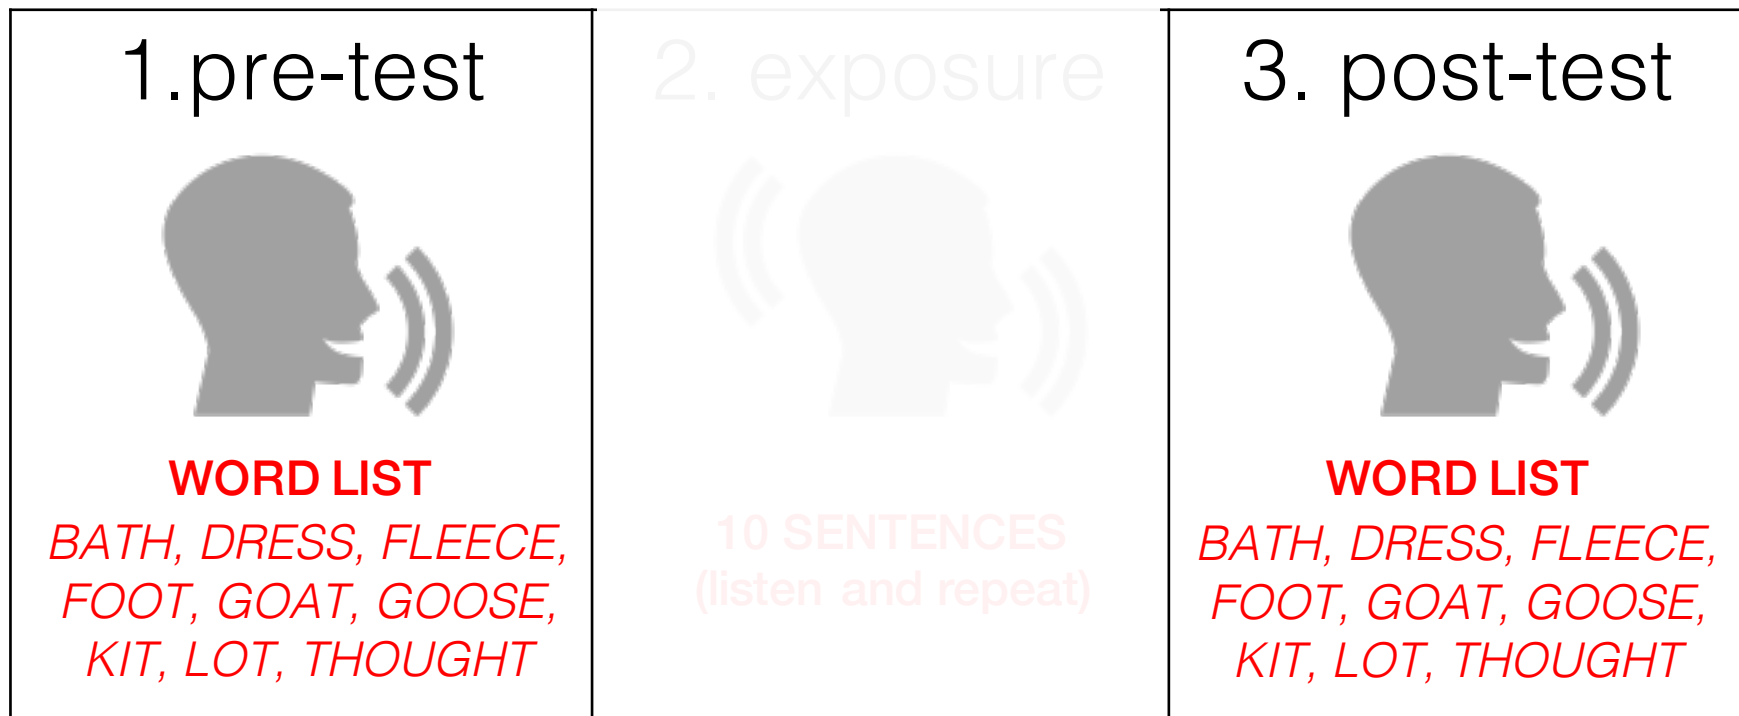 1.pre-test
WORD LIST
BATH, DRESS, FLEECE,
FOOT, GOAT, GOOSE,
KIT, LOT, THOUGHT
2. exposure
10 SENTENCES
(listen and repeat)
3. post-test
WORD LIST
BATH, DRESS, FLEECE,
FOOT, GOAT, GOOSE,
KIT, LOT, THOUGHT